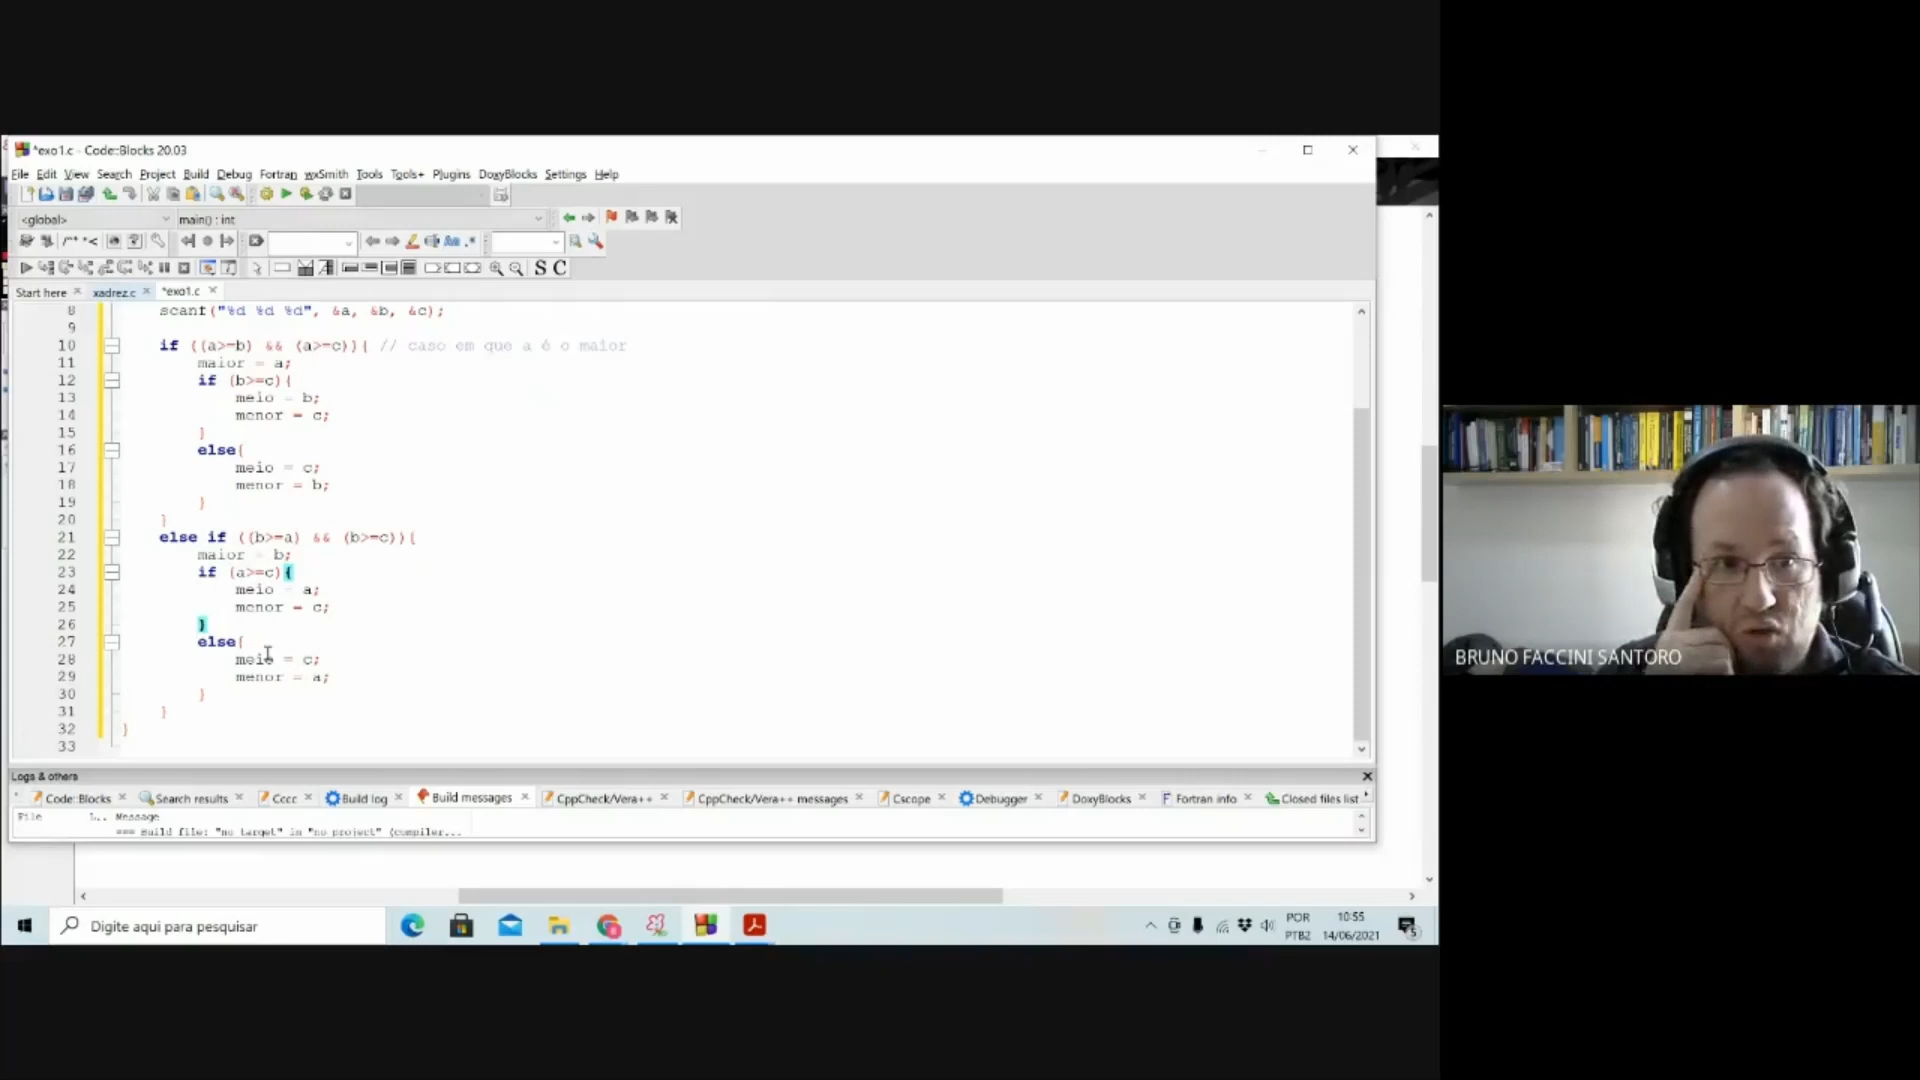 *exo1.c - Code::Blocks 20.03
File Edit View Search Project Build Debug Fortran wxSmith Tools Tools+ Plugins DoxyBlocks Settings Help
<global> main() : int
S C
Start here xadrez.c *exo1.c
8 scanf("%d %d %d", &a, &b, &c);
9
10 if ((a>=b) && (a>=c)){ // caso em que a é o maior
11 maior = a;
12 if (b>=c){
13 meio = b;
14 menor = c;
15 }
16 else{
17 meio = c;
18 menor = b;
19 }
20 }
21 else if ((b>=a) && (b>=c)){
22 maior = b;
23 if (a>=c){
24 meio = a;
25 menor = c;
26 }
27 else{
28 meio = c;
29 menor = a;
30 }
31 }
32 }
33
Logs & others
Code::Blocks Search results Cccc Build log Build messages CppCheck/Vera++ CppCheck/Vera++ messages Cscope Debugger DoxyBlocks Fortran info Closed files list
File L... Message
=== Build file: "no target" in "no project" (compiler...
Digite aqui para pesquisar
POR 10:55
PTB2 14/06/2021
5
BRUNO FACCINI SANTORO